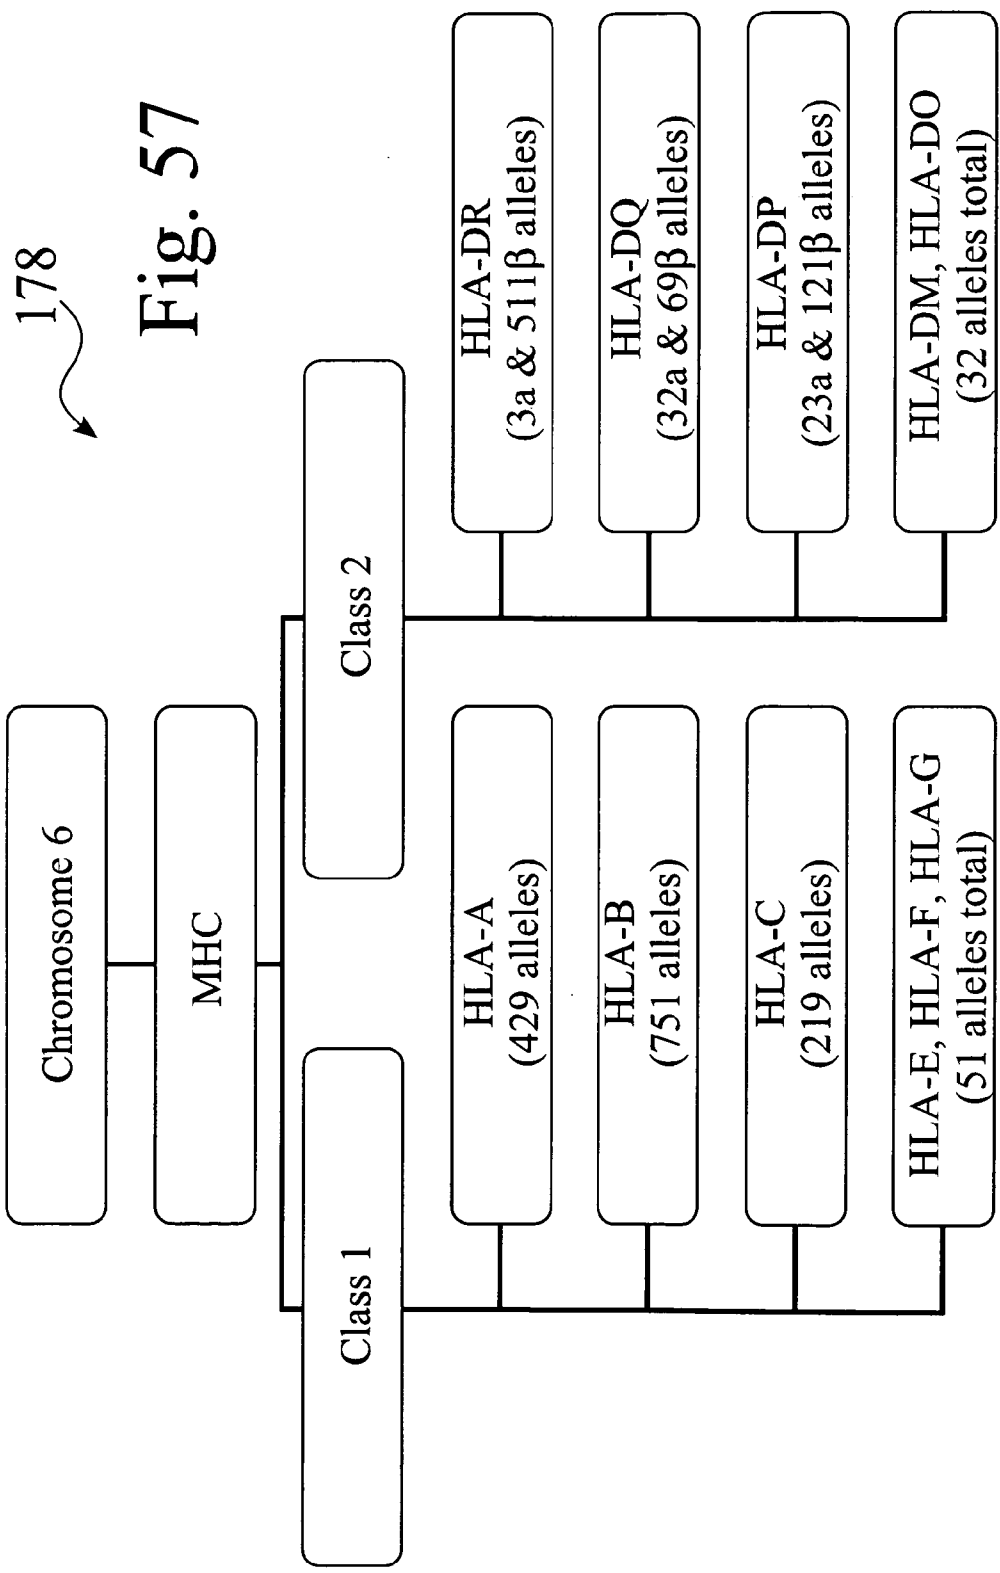 178
Fig. 57
Chromosome 6
MHC
Class 1
Class 2
HLA-A
(429 alleles)
HLA-B
(751 alleles)
HLA-C
(219 alleles)
HLA-E, HLA-F, HLA-G
(51 alleles total)
HLA-DR
(3a & 511β alleles)
HLA-DQ
(32a & 69β alleles)
HLA-DP
(23a & 121β alleles)
HLA-DM, HLA-DO
(32 alleles total)